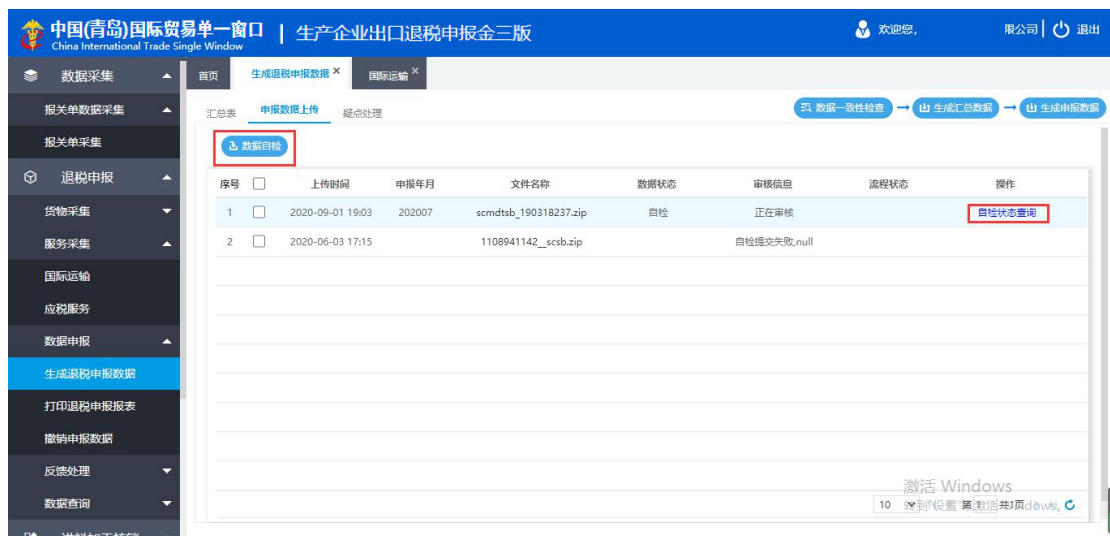 中国(青岛)国际贸易单一窗口 | 生产企业出口退税申报金三版
China International Trade Single Window
欢迎您, 限公司 | 退出
数据采集
报关单数据采集
报关单采集
退税申报
货物采集
服务采集
国际运输
应税服务
数据申报
生成退税申报数据
打印退税申报报表
撤销申报数据
反馈处理
数据查询
首页 生成退税申报数据 × 国际运输 ×
汇总表 申报数据上传 疑点处理
数据一致性检查 → 生成汇总数据 → 生成申报数据
数据自检
序号 上传时间 申报年月 文件名称 数据状态 审核信息 流程状态 操作
1 2020-09-01 19:03 202007 scmdtsb_190318237.zip 自检 正在审核 自检状态查询
2 2020-06-03 17:15 1108941142__scsb.zip 自检提交失败,null
激活 Windows
10 第 1 共1页